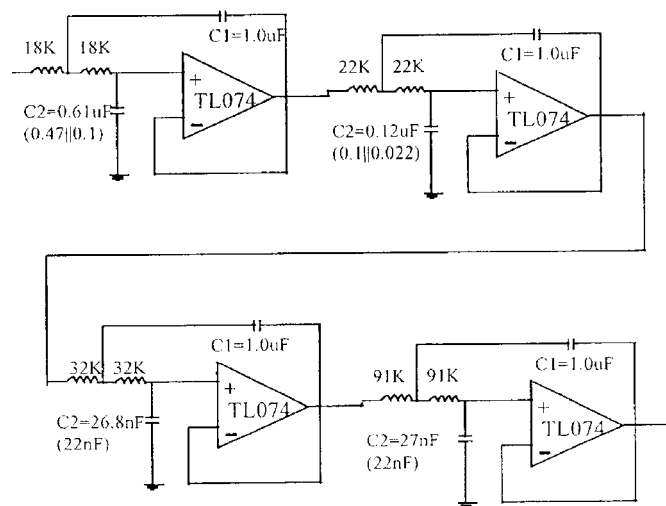 C1=1.0uF
18K 18K
+
TL074
C2=0.61uF
(0.47||0.1)
−
C1=1.0uF
22K 22K
+
TL074
C2=0.12uF
(0.1||0.022)
−
C1=1.0uF
32K 32K
+
TL074
C2=26.8nF
(22nF)
−
C1=1.0uF
91K 91K
+
TL074
C2=27nF
(22nF)
−